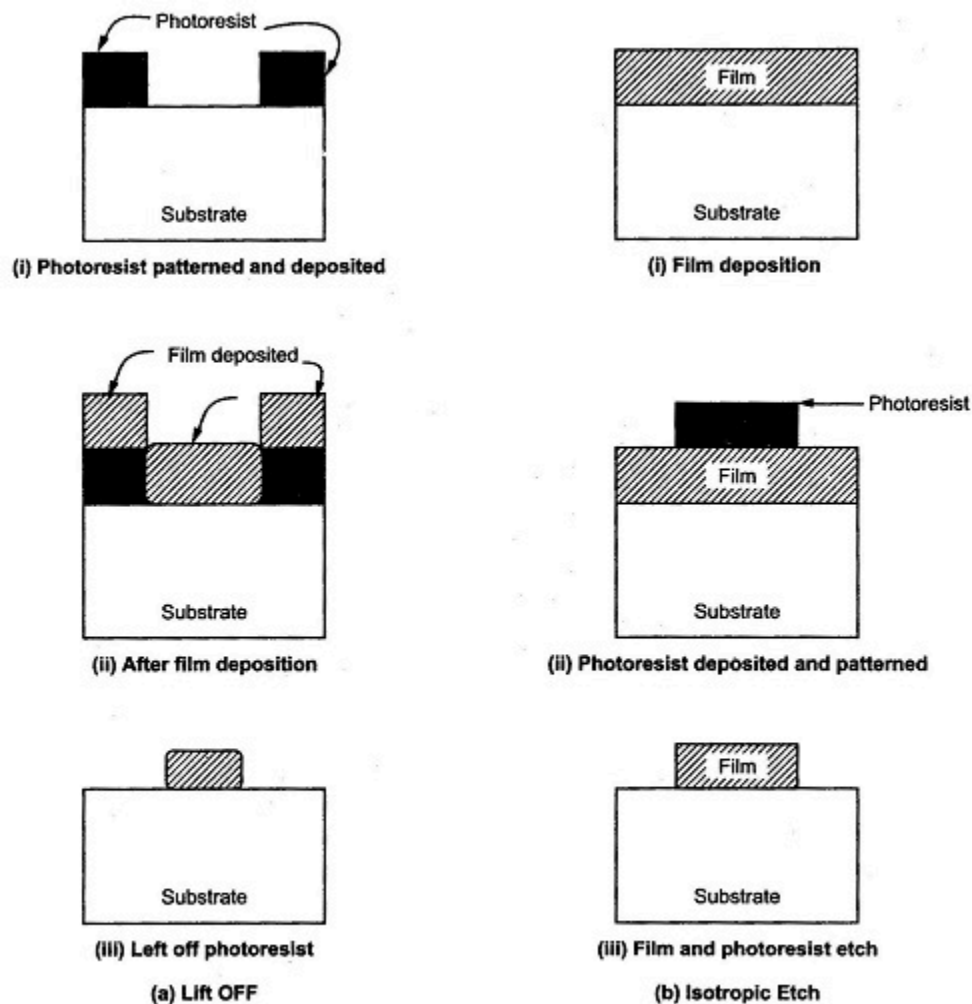 Photoresist
Substrate
(i) Photoresist patterned and deposited
Film deposited
Substrate
(ii) After film deposition
Substrate
(iii) Left off photoresist
(a) Lift OFF
Film
Substrate
(i) Film deposition
Photoresist
Film
Substrate
(ii) Photoresist deposited and patterned
Film
Substrate
(iii) Film and photoresist etch
(b) Isotropic Etch